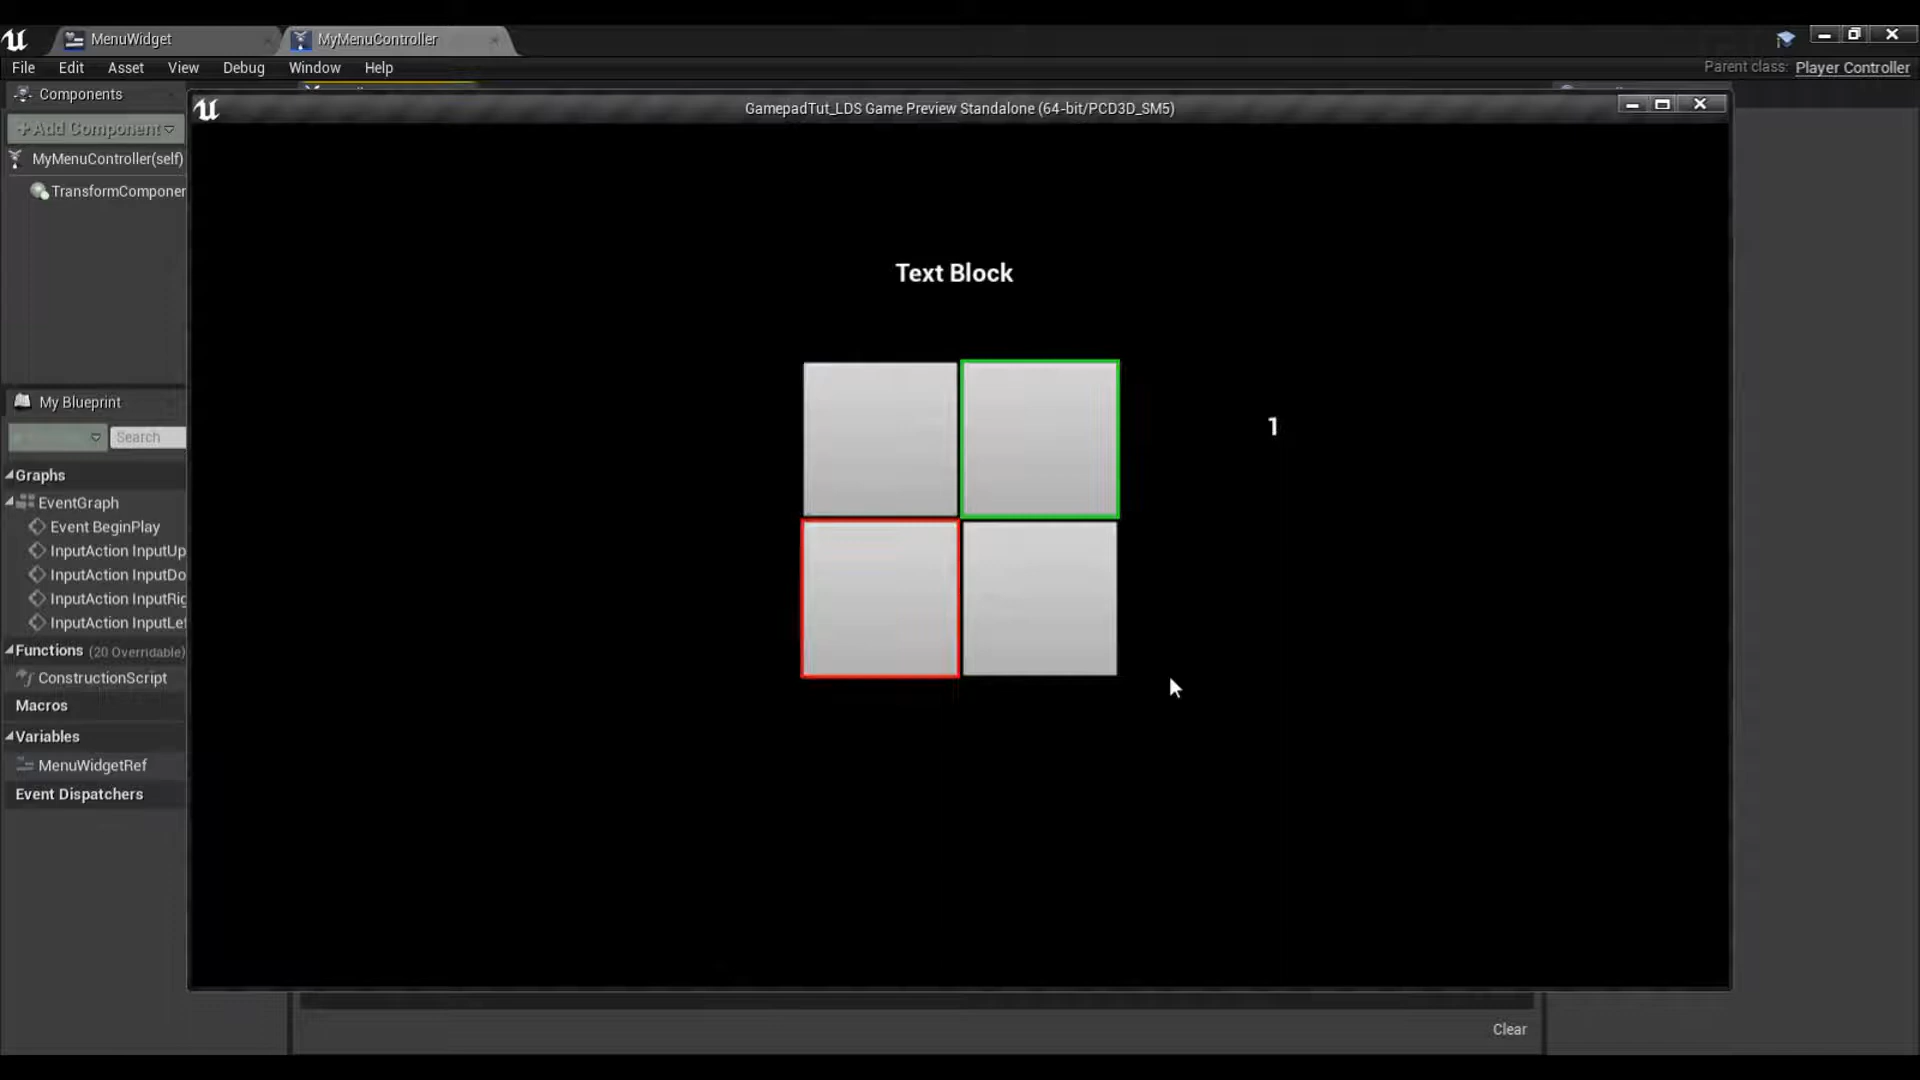 MenuWidget
MyMenuController
File Edit Asset View Debug Window Help
Parent class: Player Controller
Components
GamepadTut_LDS Game Preview Standalone (64-bit/PCD3D_SM5)
+Add Component
MyMenuController(self)
TransformComponen
Text Block
My Blueprint
1
Search
Graphs
EventGraph
Event BeginPlay
InputAction InputUp
InputAction InputDo
InputAction InputRig
InputAction InputLef
Functions (20 Overridable)
ConstructionScript
Macros
Variables
MenuWidgetRef
Event Dispatchers
Clear